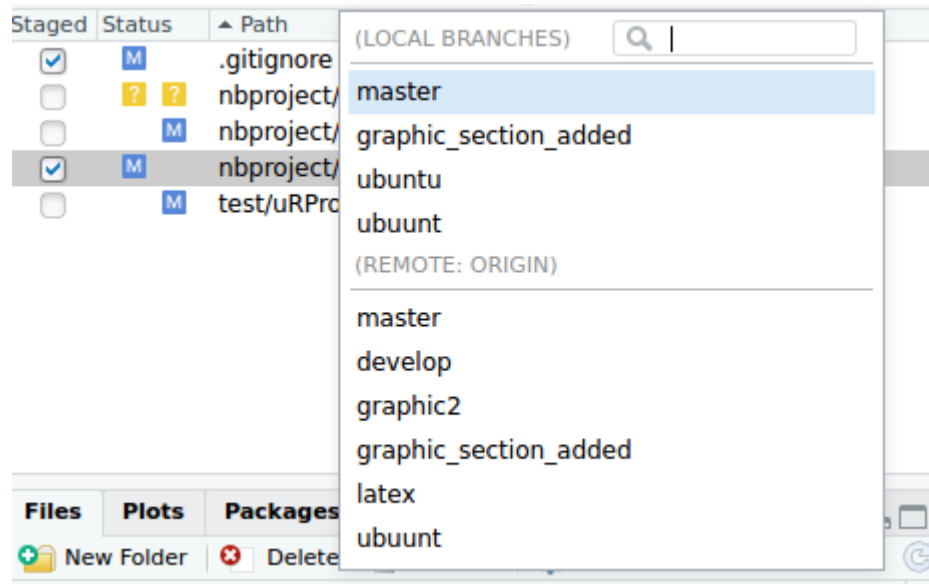 Staged Status Path
(LOCAL BRANCHES)
M .gitignore
master
? ? nbproject/
graphic_section_added
M nbproject/
ubuntu
M nbproject/
ubuunt
M test/uRPro
(REMOTE: ORIGIN)
master
develop
graphic2
graphic_section_added
latex
ubuunt
Files Plots Packages
New Folder Delete